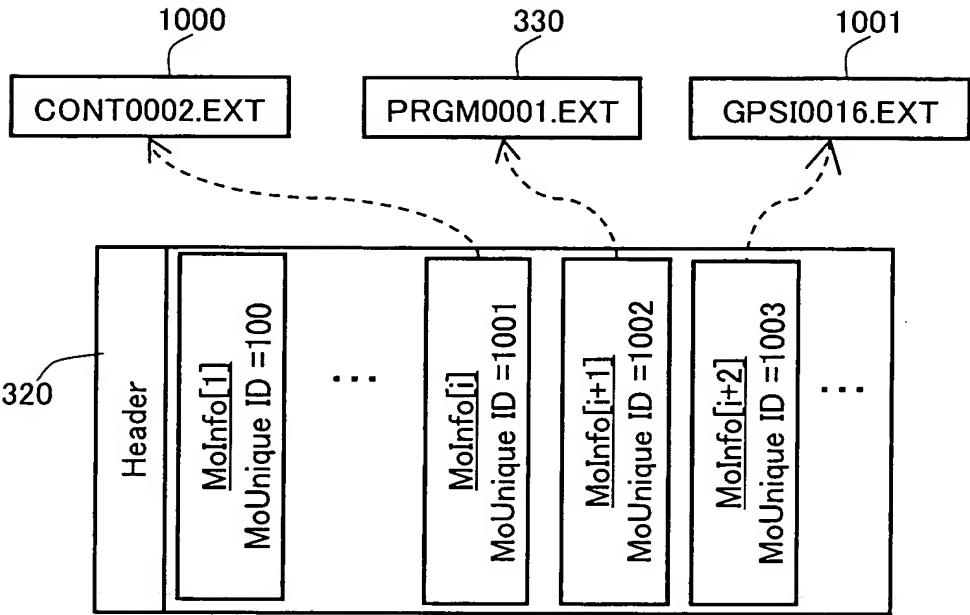 1000
330
1001
CONT0002.EXT
PRGM0001.EXT
GPSI0016.EXT
320
Header
MoInfo[1]
MoUnique ID =100
...
MoInfo[i]
MoUnique ID =1001
MoInfo[i+1]
MoUnique ID =1002
MoInfo[i+2]
MoUnique ID =1003
...